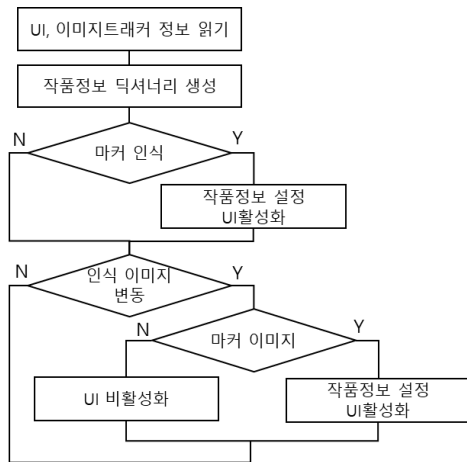 UI, 이미지트래커 정보 읽기
작품정보 딕셔너리 생성
N
Y
마커 인식
작품정보 설정
UI활성화
N
Y
인식 이미지
변동
N
Y
마커 이미지
UI 비활성화
작품정보 설정
UI활성화